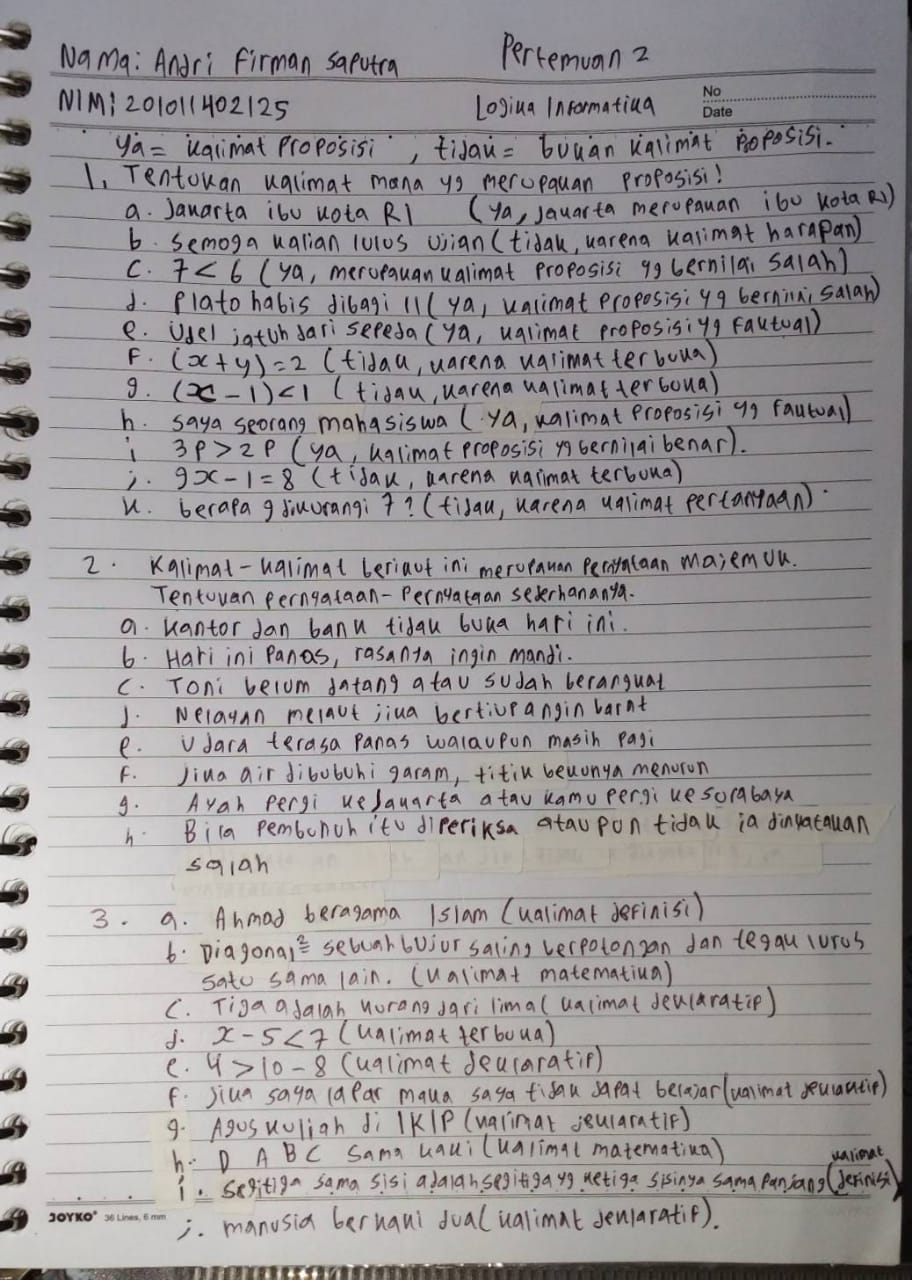 Nama: Andri Firman Saputra
Pertemuan 2
NIM: 201011402125
Logika Informatika
No
Date
Ya = kalimat Proposisi, tidak = bukan kalimat Proposisi.
1. Tentukan kalimat mana yg merupakan Proposisi!
a. Jakarta ibu kota RI (Ya, Jakarta merupakan ibu kota RI)
b. Semoga kalian lulus ujian (tidak, karena kalimat harapan)
c. 7 < 6 (ya, merupakan kalimat Proposisi yg bernilai salah)
d. Plato habis dibagi 11 (ya, kalimat Proposisi yg bernilai salah)
e. Udel jatuh dari sepeda (ya, kalimat proposisi yg Faktual)
f. (x+y)=2 (tidak, karena kalimat terbuka)
g. (x-1)<1 (tidak, karena kalimat terbuka)
h. saya seorang mahasiswa (ya, kalimat Proposisi yg faktual)
i 3P > 2P (ya, kalimat proposisi yg bernilai benar).
j. 9x-1=8 (tidak, karena kalimat terbuka)
k. berapa 9 dikurangi 7? (tidak, karena kalimat pertanyaan).
2. Kalimat-kalimat berikut ini merupakan Pernyataan Majemuk.
Tentukan pernyataan-Pernyataan sederhananya.
a. kantor dan bank tidak buka hari ini.
b. Hari ini Panas, rasanya ingin mandi.
c. Toni belum datang atau sudah berangkat
d. Nelayan melaut jika bertiup angin barat
e. Udara terasa Panas walaupun masih Pagi
f. Jika air dibubuhi garam, titik bekunya menurun
g. Ayah Pergi ke Jakarta atau kamu pergi ke surabaya
h. Bila Pembunuh itu diPeriksa ataupun tidak ia dinyatakan
salah
3. a. Ahmad beragama Islam (kalimat definisi)
b. Diagonal² sebuah bujur saling berpotongan dan tegak lurus
satu sama lain. (kalimat matematika)
c. Tiga adalah kurang dari lima (kalimat deklaratif)
d. x-5<7 (kalimat terbuka)
e. 4>10-8 (kalimat deklaratif)
f. Jika saya lapar maka saya tidak dapat belajar (kalimat deklaratif)
g. Agus kuliah di IKIP (kalimat deklaratif)
h. D ABC sama kaki (kalimat matematika)
i. segitiga sama sisi adalah segitiga yg ketiga sisinya sama panjang (kalimat definisi)
j. manusia berkaki dua (kalimat deklaratif).
JOYKO® 36 Lines, 6 mm